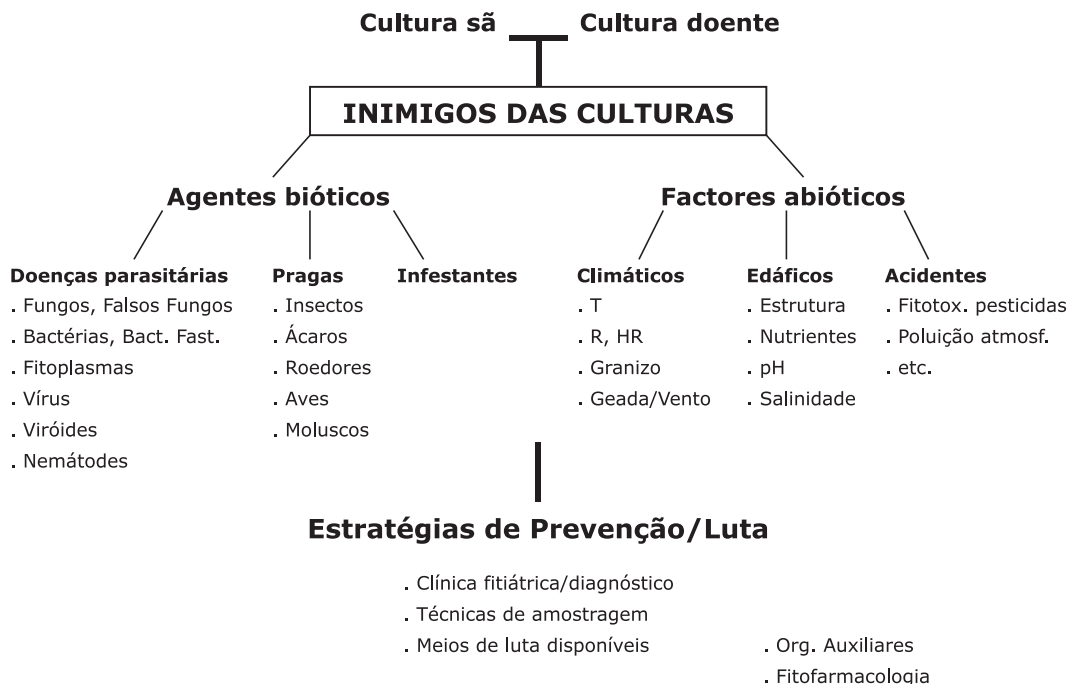 Cultura sã Cultura doente
INIMIGOS DAS CULTURAS
Agentes bióticos
Factores abióticos
Doenças parasitárias
. Fungos, Falsos Fungos
. Bactérias, Bact. Fast.
. Fitoplasmas
. Vírus
. Viróides
. Nemátodes
Pragas
. Insectos
. Ácaros
. Roedores
. Aves
. Moluscos
Infestantes
Climáticos
. T
. R, HR
. Granizo
. Geada/Vento
Edáficos
. Estrutura
. Nutrientes
. pH
. Salinidade
Acidentes
. Fitotox. pesticidas
. Poluição atmosf.
. etc.
Estratégias de Prevenção/Luta
. Clínica fitiátrica/diagnóstico
. Técnicas de amostragem
. Meios de luta disponíveis
. Org. Auxiliares
. Fitofarmacologia